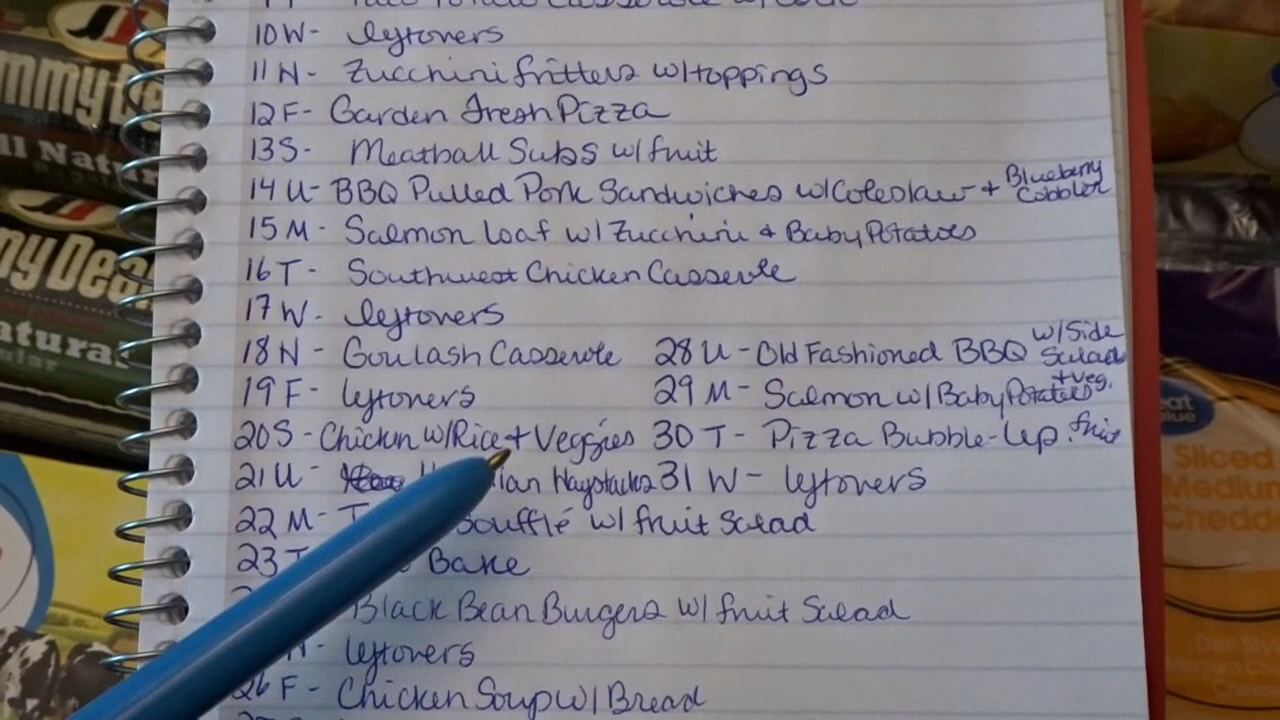 10 W- leftovers
11 N- Zucchini fritters w/toppings
12 F- Garden Fresh Pizza
13 S- Meatball Subs w/fruit
14 U- BBQ Pulled Pork Sandwiches w/Coleslaw + Blueberry Cobbler
15 M- Salmon Loaf w/Zucchini & Baby Potatoes
16 T- Southwest Chicken Casserole
17 W- leftovers
18 N- Goulash Casserole
19 F- leftovers
20 S- Chicken w/Rice + Veggies
21 U- Haystacks
22 M- Soufflé w/ fruit Salad
23 T Bake
Black Bean Burgers w/ fruit Salad
leftovers
26 F- Chicken Soup w/ Bread
28 U- Old Fashioned BBQ w/Side Salad
29 M- Salmon w/Baby Potatoes + Veg.
30 T- Pizza Bubble-Up. fruit
31 W- leftovers
Sliced
Medium